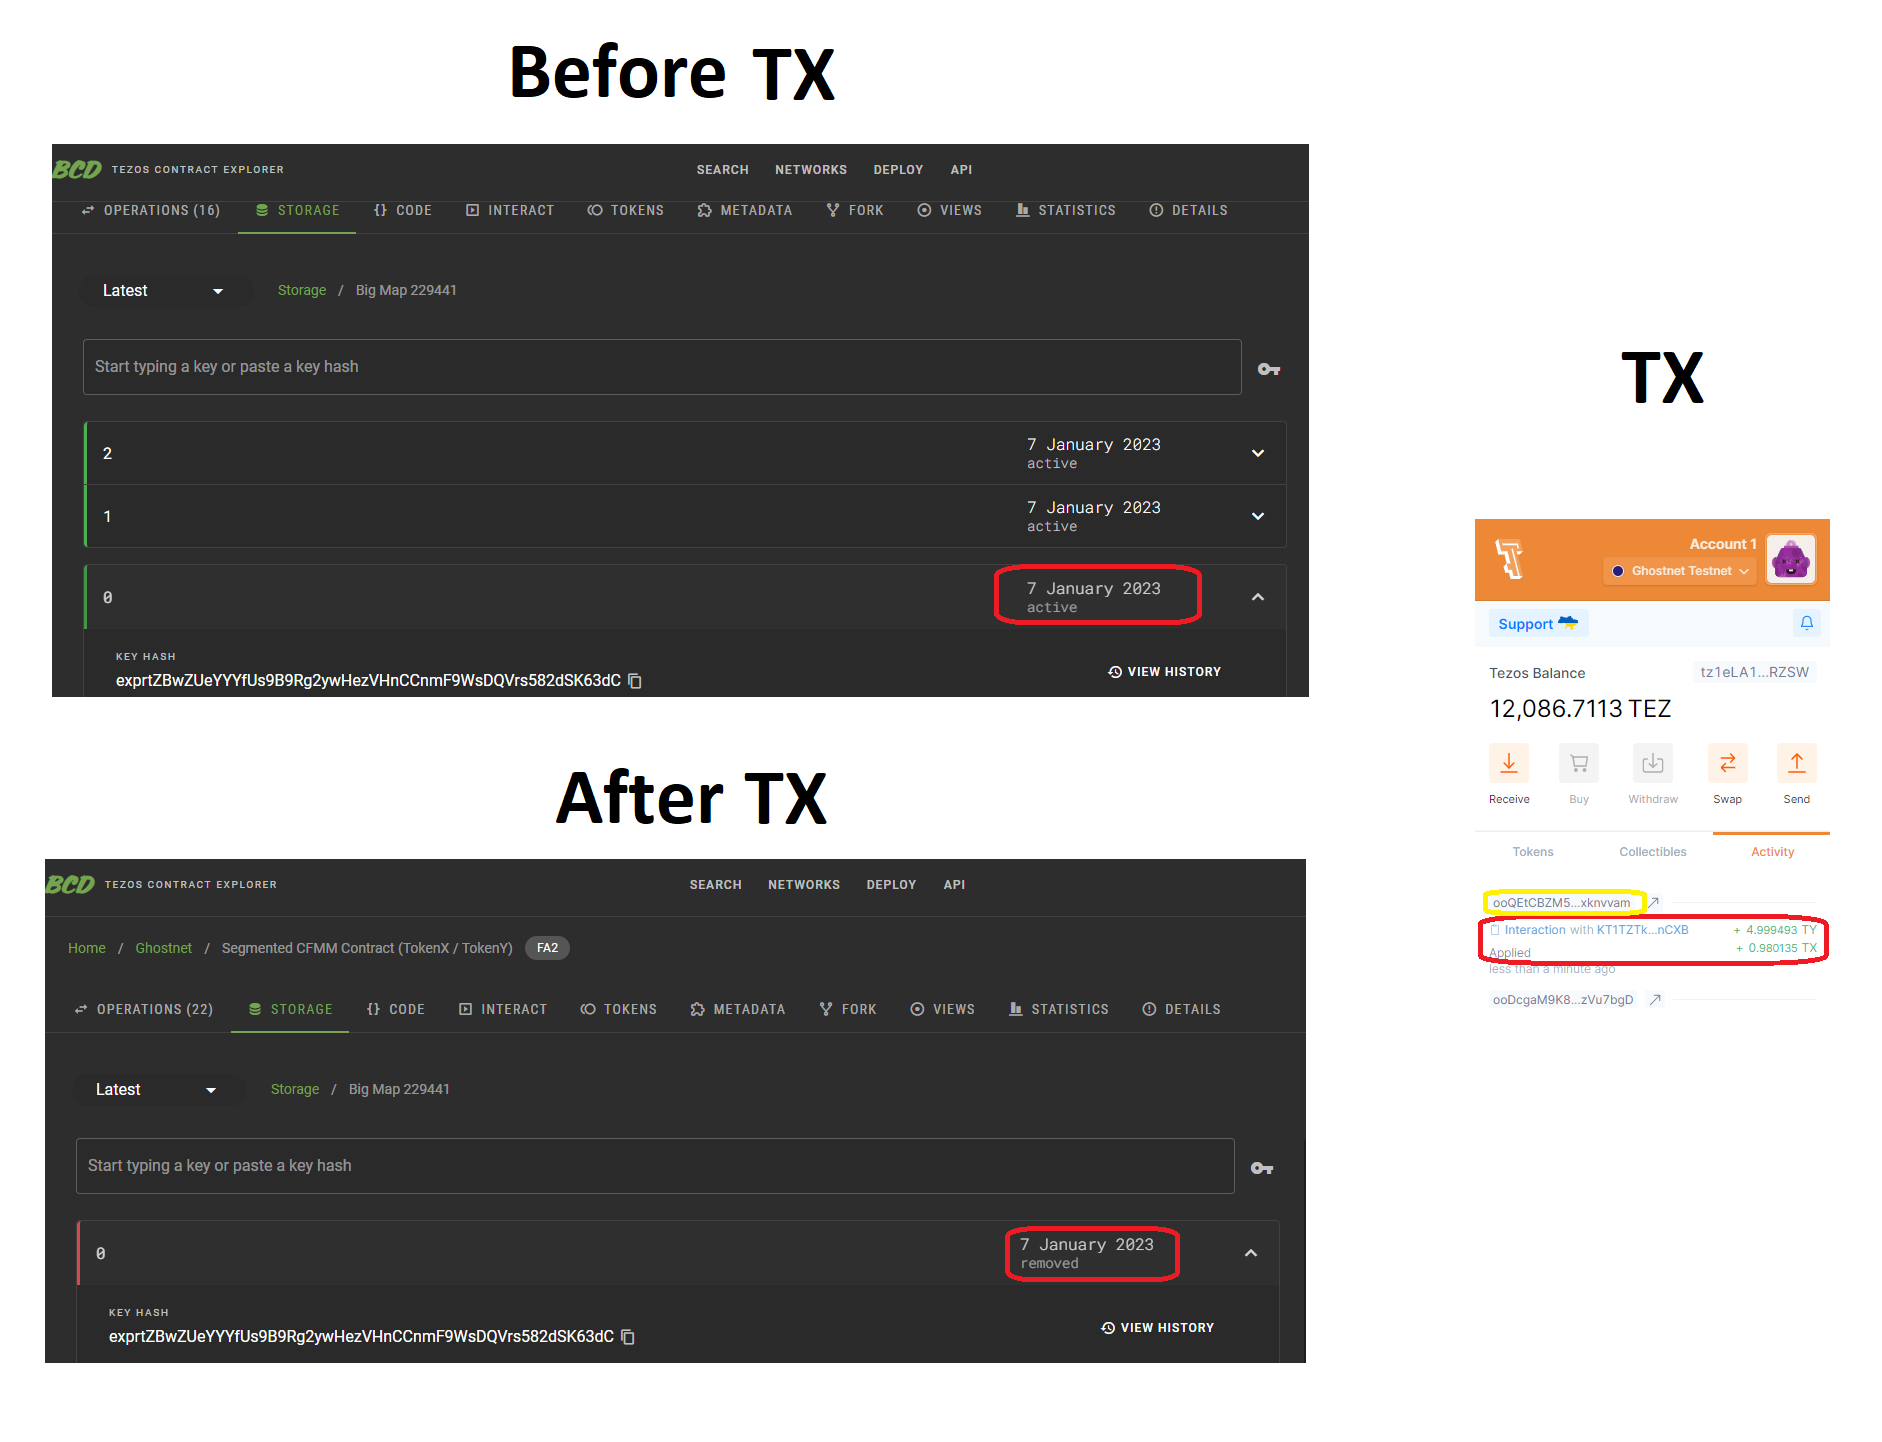 Before TX
BCD TEZOS CONTRACT EXPLORER SEARCH NETWORKS DEPLOY API
OPERATIONS (16) STORAGE {} CODE INTERACT TOKENS METADATA FORK VIEWS STATISTICS DETAILS
Latest Storage / Big Map 229441
Start typing a key or paste a key hash
2 7 January 2023
active
1 7 January 2023
active
0 7 January 2023
active
KEY HASH
exprtZBwZUeYYYfUs9B9Rg2ywHezVHnCCnmF9WsDQVrs582dSK63dC VIEW HISTORY
After TX
BCD TEZOS CONTRACT EXPLORER SEARCH NETWORKS DEPLOY API
Home / Ghostnet / Segmented CFMM Contract (TokenX / TokenY) FA2
OPERATIONS (22) STORAGE {} CODE INTERACT TOKENS METADATA FORK VIEWS STATISTICS DETAILS
Latest Storage / Big Map 229441
Start typing a key or paste a key hash
0 7 January 2023
removed
KEY HASH
exprtZBwZUeYYYfUs9B9Rg2ywHezVHnCCnmF9WsDQVrs582dSK63dC VIEW HISTORY
TX
Account 1
Ghostnet Testnet
Support
Tezos Balance tz1eLA1...RZSW
12,086.7113 TEZ
Receive Buy Withdraw Swap Send
Tokens Collectibles Activity
ooQEtCBZM5...xknvvam
Interaction with KT1TZTk...nCXB + 4.999493 TY
Applied + 0.980135 TX
less than a minute ago
ooDcgaM9K8...zVu7bgD